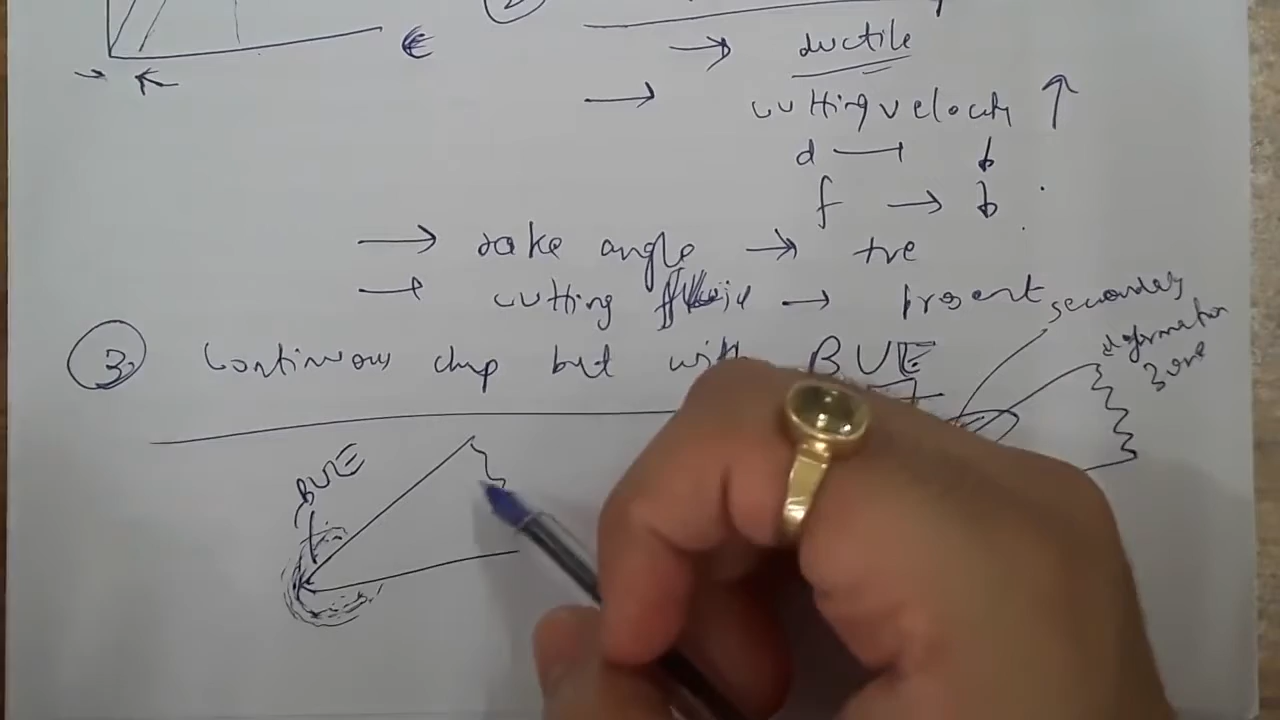 2
ϵ
→ ductile
→ cutting velocity ↑
d → b
f → b
→ rake angle → +ve
→ cutting fluid → present
secondary
deformation
zone
3. Continuous chip but with BUE
BUE